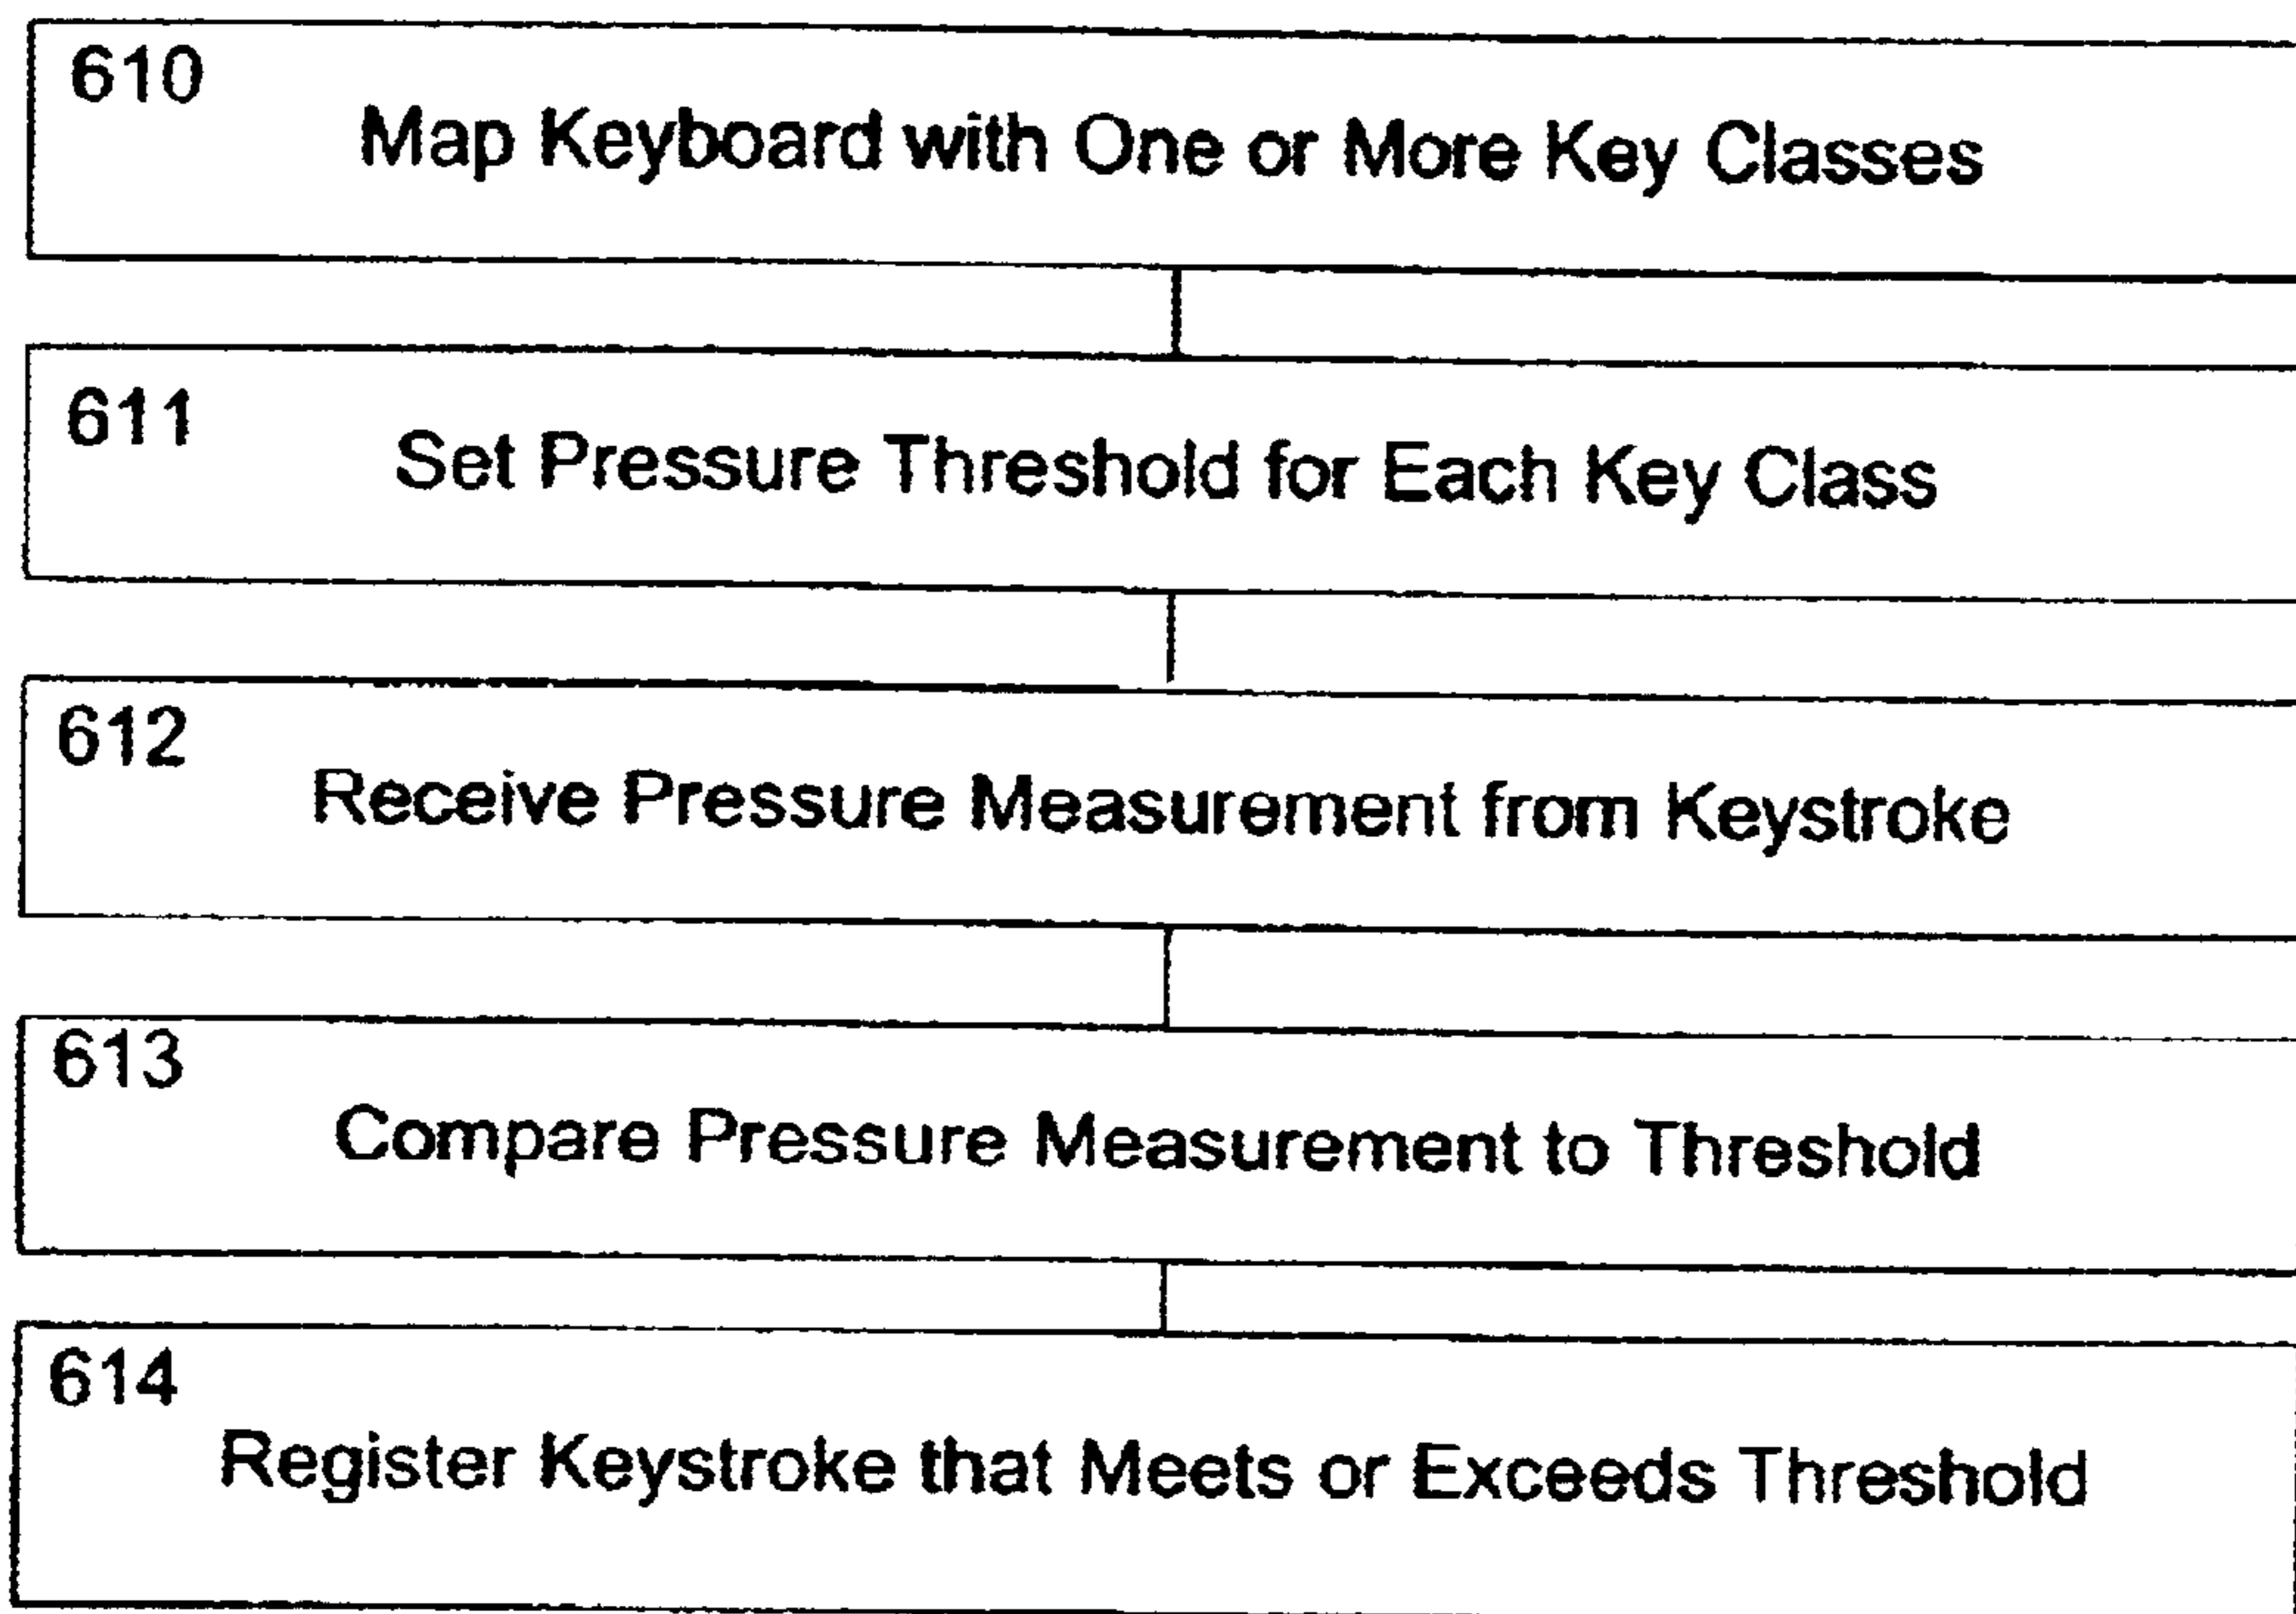 610
Map Keyboard with One or More Key Classes
611
Set Pressure Threshold for Each Key Class
612
Receive Pressure Measurement from Keystroke
613
Compare Pressure Measurement to Threshold
614
Register Keystroke that Meets or Exceeds Threshold